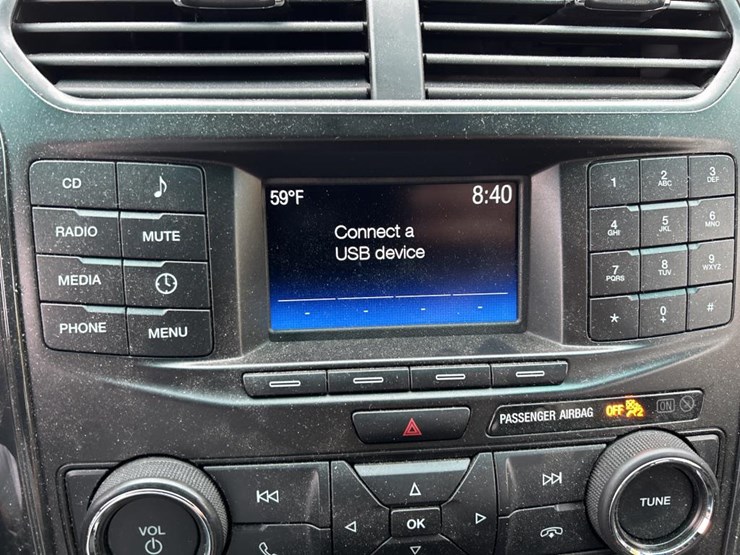 CD
RADIO
MUTE
MEDIA
PHONE
MENU
59°F
8:40
Connect a
USB device
- - - -
1
2
ABC
3
DEF
4
GHI
5
JKL
6
MNO
7
PQRS
8
TUV
9
WXYZ
*
0
+
#
PASSENGER AIRBAG OFF ON
VOL
OK
TUNE